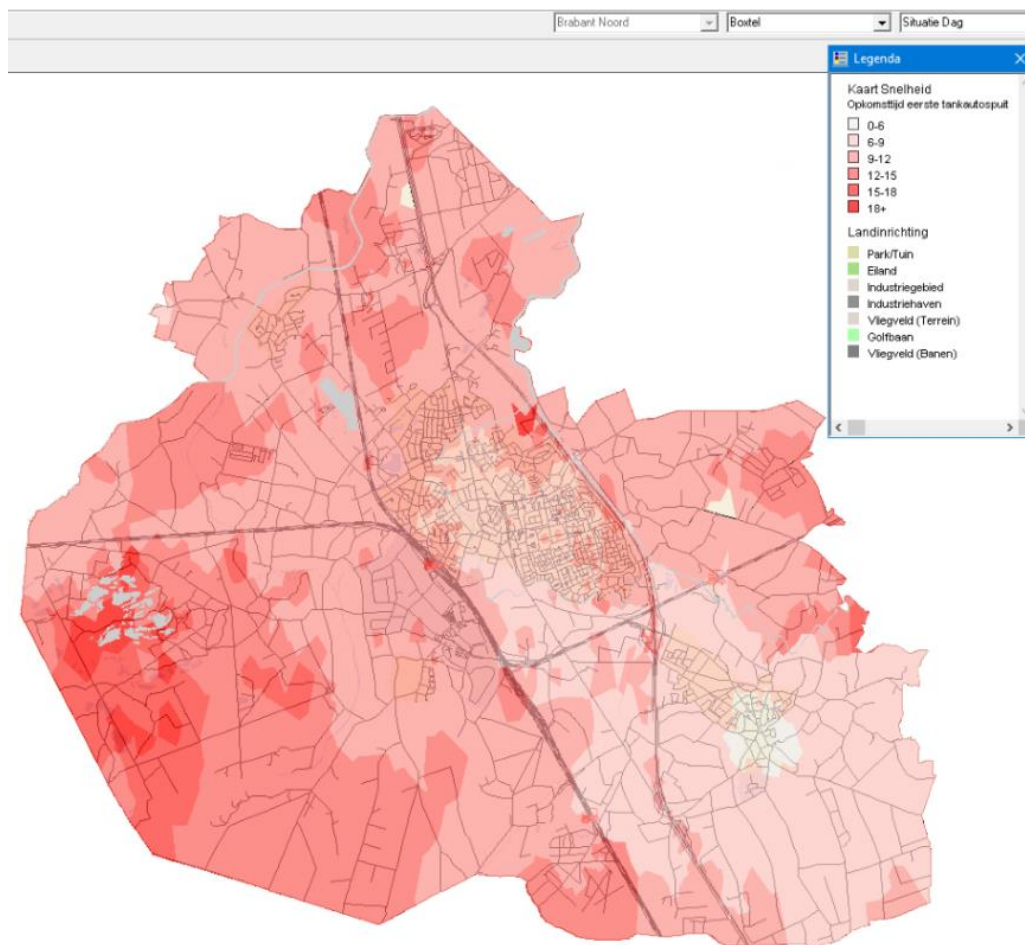 Brabant Noord
Boxtel
Situatie Dag
Legenda
Kaart Snelheid
Opkomsttijd eerste tankautospuit
0-6
6-9
9-12
12-15
15-18
18+
Landinrichting
Park/Tuin
Eiland
Industriegebied
Industriehaven
Vliegveld (Terrein)
Golfbaan
Vliegveld (Banen)